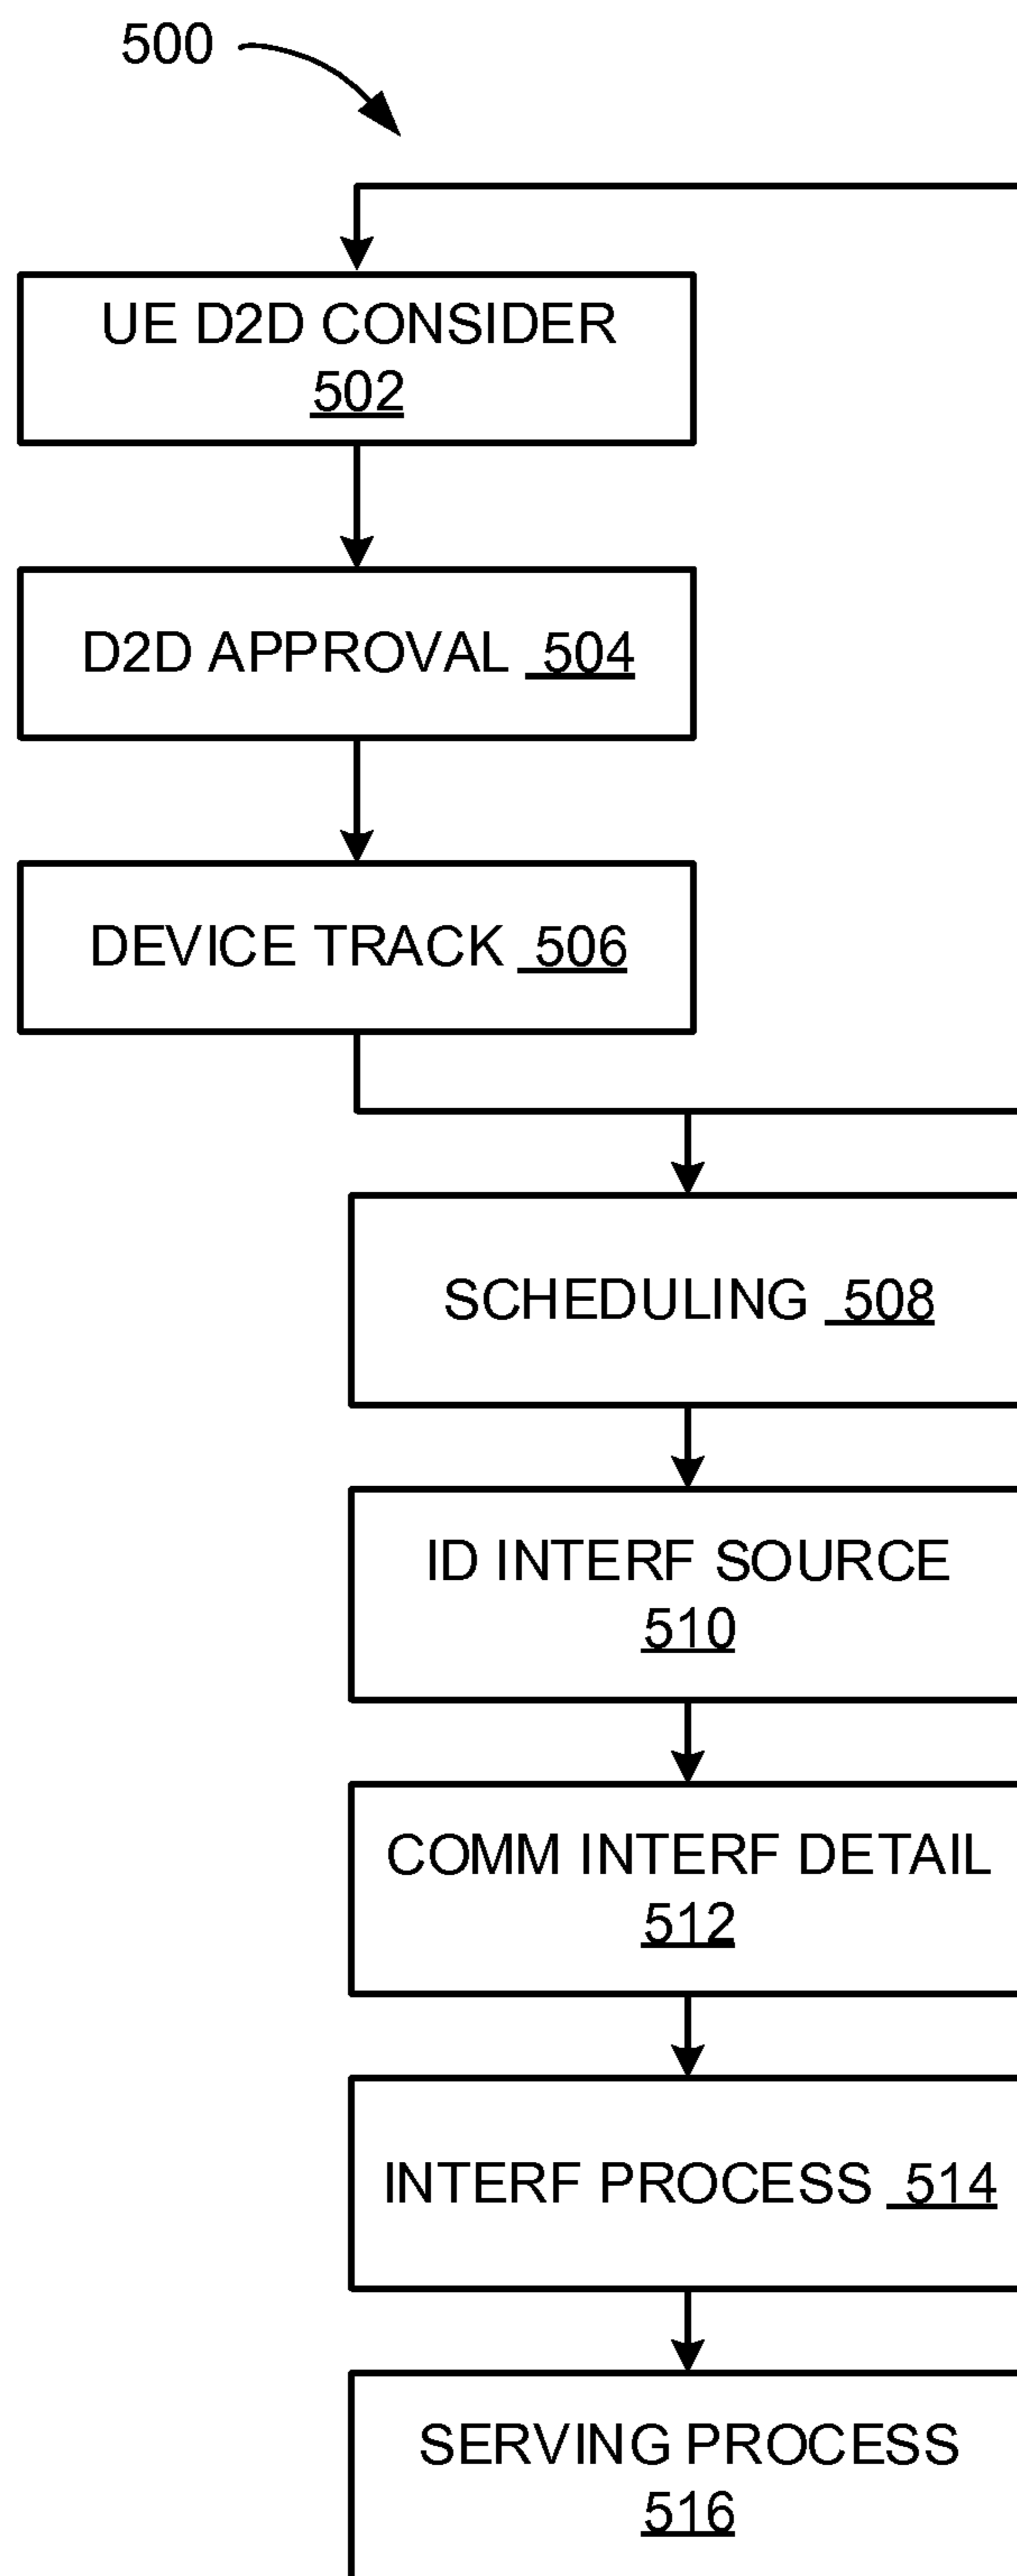 500
UE D2D CONSIDER
502
D2D APPROVAL 504
DEVICE TRACK 506
SCHEDULING 508
ID INTERF SOURCE
510
COMM INTERF DETAIL
512
INTERF PROCESS 514
SERVING PROCESS
516